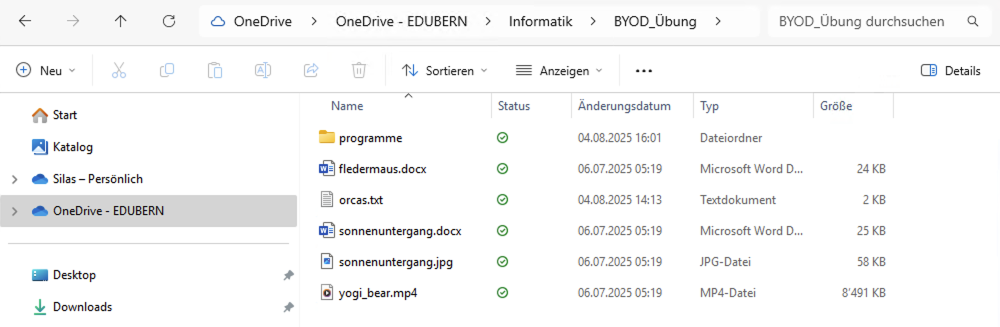 OneDrive > OneDrive - EDUBERN > Informatik > BYOD_Übung > BYOD_Übung durchsuchen
Neu Sortieren Anzeigen ... Details
Name Status Änderungsdatum Typ Größe
Start
Katalog
Silas – Persönlich
OneDrive - EDUBERN
Desktop
Downloads
programme 04.08.2025 16:01 Dateiordner
fledermaus.docx 06.07.2025 05:19 Microsoft Word D... 24 KB
orcas.txt 04.08.2025 14:13 Textdokument 2 KB
sonnenuntergang.docx 06.07.2025 05:19 Microsoft Word D... 25 KB
sonnenuntergang.jpg 06.07.2025 05:19 JPG-Datei 58 KB
yogi_bear.mp4 06.07.2025 05:19 MP4-Datei 8'491 KB